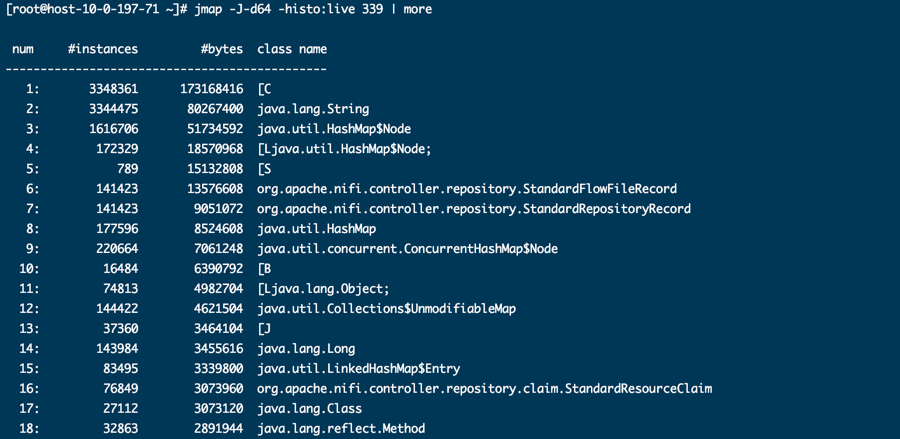 [root@host-10-0-197-71 ~]# jmap -J-d64 -histo:live 339 | more
num #instances #bytes class name
----------------------------------------------
1: 3348361 173168416 [C
2: 3344475 80267400 java.lang.String
3: 1616706 51734592 java.util.HashMap$Node
4: 172329 18570968 [Ljava.util.HashMap$Node;
5: 789 15132808 [S
6: 141423 13576608 org.apache.nifi.controller.repository.StandardFlowFileRecord
7: 141423 9051072 org.apache.nifi.controller.repository.StandardRepositoryRecord
8: 177596 8524608 java.util.HashMap
9: 220664 7061248 java.util.concurrent.ConcurrentHashMap$Node
10: 16484 6390792 [B
11: 74813 4982704 [Ljava.lang.Object;
12: 144422 4621504 java.util.Collections$UnmodifiableMap
13: 37360 3464104 [J
14: 143984 3455616 java.lang.Long
15: 83495 3339800 java.util.LinkedHashMap$Entry
16: 76849 3073960 org.apache.nifi.controller.repository.claim.StandardResourceClaim
17: 27112 3073120 java.lang.Class
18: 32863 2891944 java.lang.reflect.Method